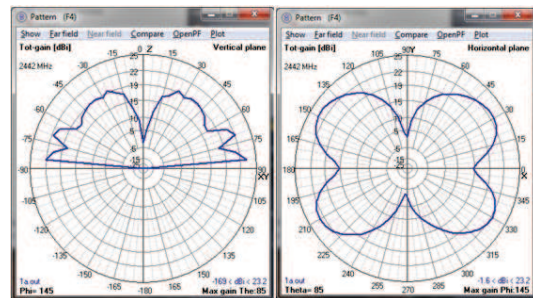 Pattern (F4)
Show Far field Near field Compare OpenPF Plot
Tot-gain [dBi] Vertical plane
0 Z
2442 MHz
-15 15
-30 30
-45 45
-60 60
-75 75
-90 90
XY
-105 105
-120 120
-135 135
-150 150
-165 165
-180
25
19
15
10
5
1a.out -169 < dBi < 23.2
Phi= 145 Max gain The:85
Pattern (F4)
Show Far field Near field Compare OpenPF Plot
Tot-gain [dBi] Horizontal plane
90Y
2442 MHz
105 75
120 60
135 45
150 30
165 15
180 0
X
195 345
210 330
225 315
240 300
255 285
270
25
19
15
10
5
1a.out -1.6 < dBi < 23.2
Theta= 85 Max gain Phi:145